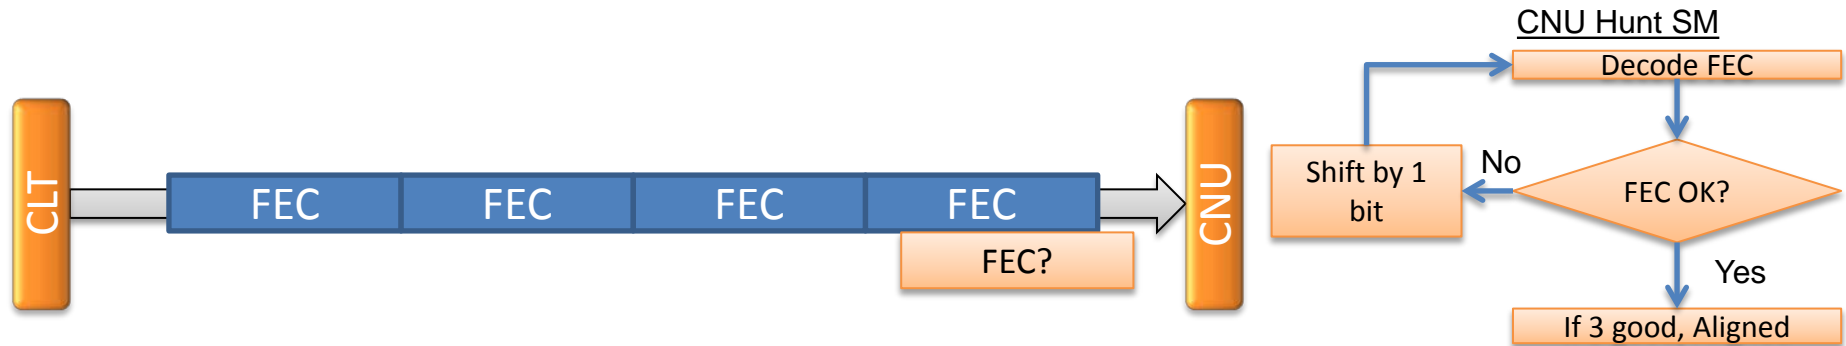 CLT
FEC
FEC
FEC
FEC
FEC?
CNU
CNU Hunt SM
Decode FEC
FEC OK?
No
Shift by 1
bit
Yes
If 3 good, Aligned